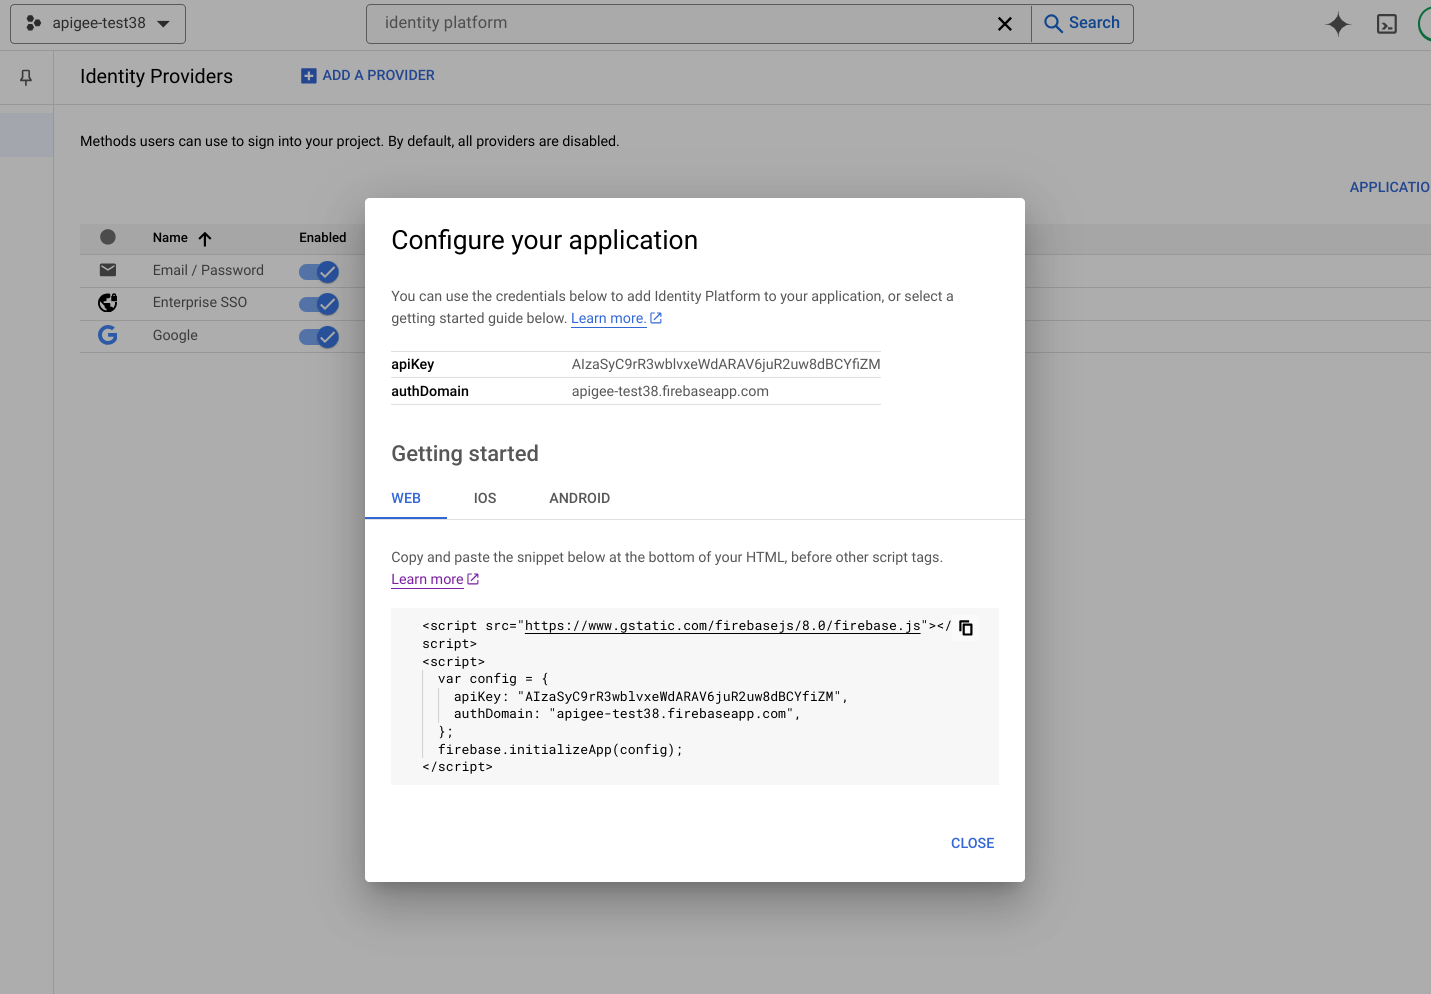 apigee-test38
identity platform
Search
Identity Providers
ADD A PROVIDER
Methods users can use to sign into your project. By default, all providers are disabled.
APPLICATIO
Name
Enabled
Email / Password
Enterprise SSO
Google
Configure your application
You can use the credentials below to add Identity Platform to your application, or select a
getting started guide below. Learn more.
apiKey AIzaSyC9rR3wblvxeWdARAV6juR2uw8dBCYfiZM
authDomain apigee-test38.firebaseapp.com
Getting started
WEB IOS ANDROID
Copy and paste the snippet below at the bottom of your HTML, before other script tags.
Learn more
<script src="https://www.gstatic.com/firebasejs/8.0/firebase.js"></
script>
<script>
var config = {
apiKey: "AIzaSyC9rR3wblvxeWdARAV6juR2uw8dBCYfiZM",
authDomain: "apigee-test38.firebaseapp.com",
};
firebase.initializeApp(config);
</script>
CLOSE